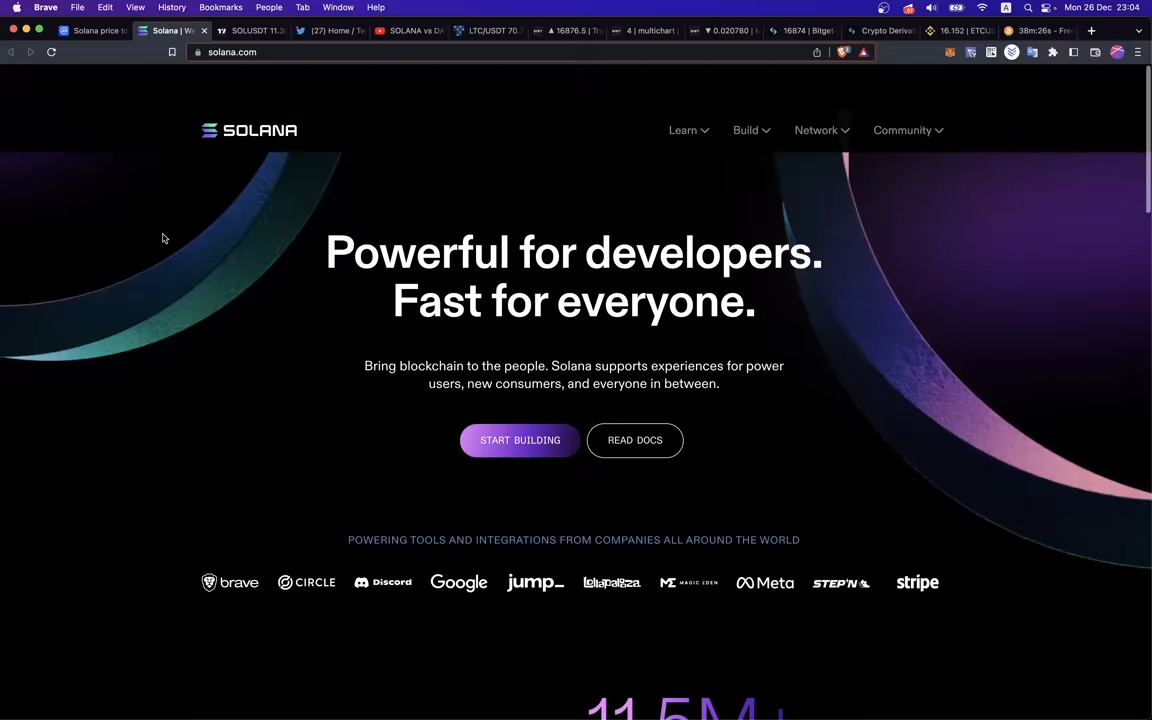 Brave File Edit View History Bookmarks People Tab Window Help
Mon 26 Dec 23:04
Solana price to
Solana | We
SOLUSDT 11.3
(27) Home / Tw
SOLANA vs DA
LTC/USDT 70.
16876.5 | Tra
4 | multichart
0.020780 |
16874 | Bitget
Crypto Derivat
16.152 | ETCUS
38m:26s - Free
solana.com
SOLANA
Learn
Build
Network
Community
Powerful for developers.
Fast for everyone.
Bring blockchain to the people. Solana supports experiences for power
users, new consumers, and everyone in between.
START BUILDING
READ DOCS
POWERING TOOLS AND INTEGRATIONS FROM COMPANIES ALL AROUND THE WORLD
brave CIRCLE Discord Google jump_ Lollapalooza MAGIC EDEN Meta STEP'N stripe
11.5M+